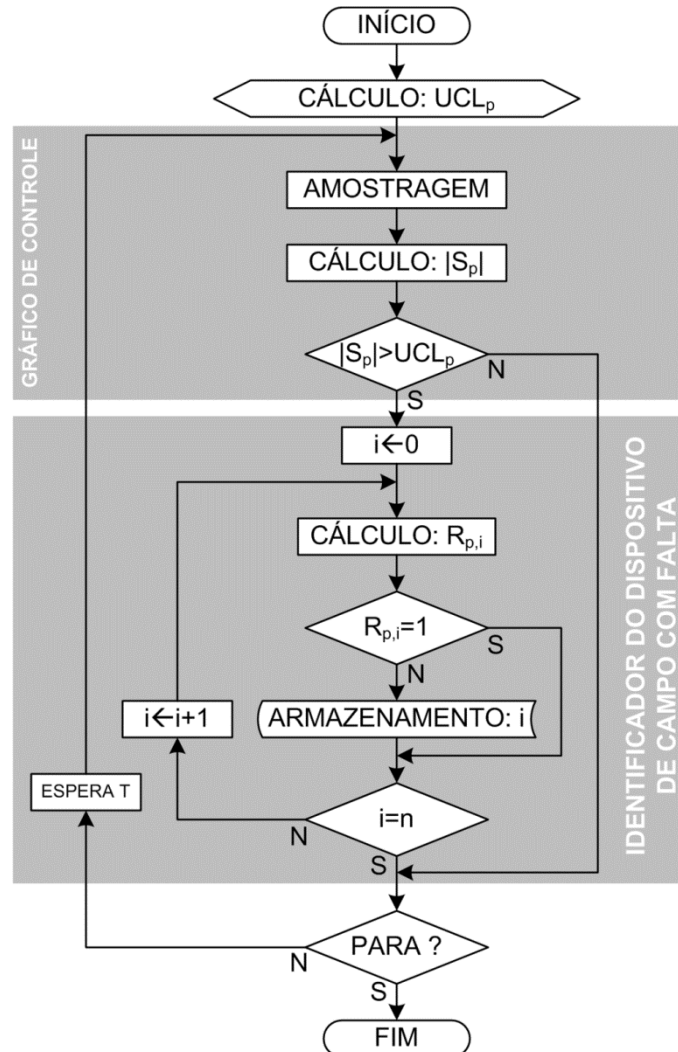 INÍCIO
CÁLCULO: UCLp
GRÁFICO DE CONTROLE
AMOSTRAGEM
CÁLCULO: |Sp|
|Sp|>UCLp
N
S
i←0
IDENTIFICADOR DO DISPOSITIVO
DE CAMPO COM FALTA
CÁLCULO: Rp,i
Rp,i=1
S
N
i←i+1
ARMAZENAMENTO: i
ESPERA T
i=n
N
S
PARA ?
N
S
FIM